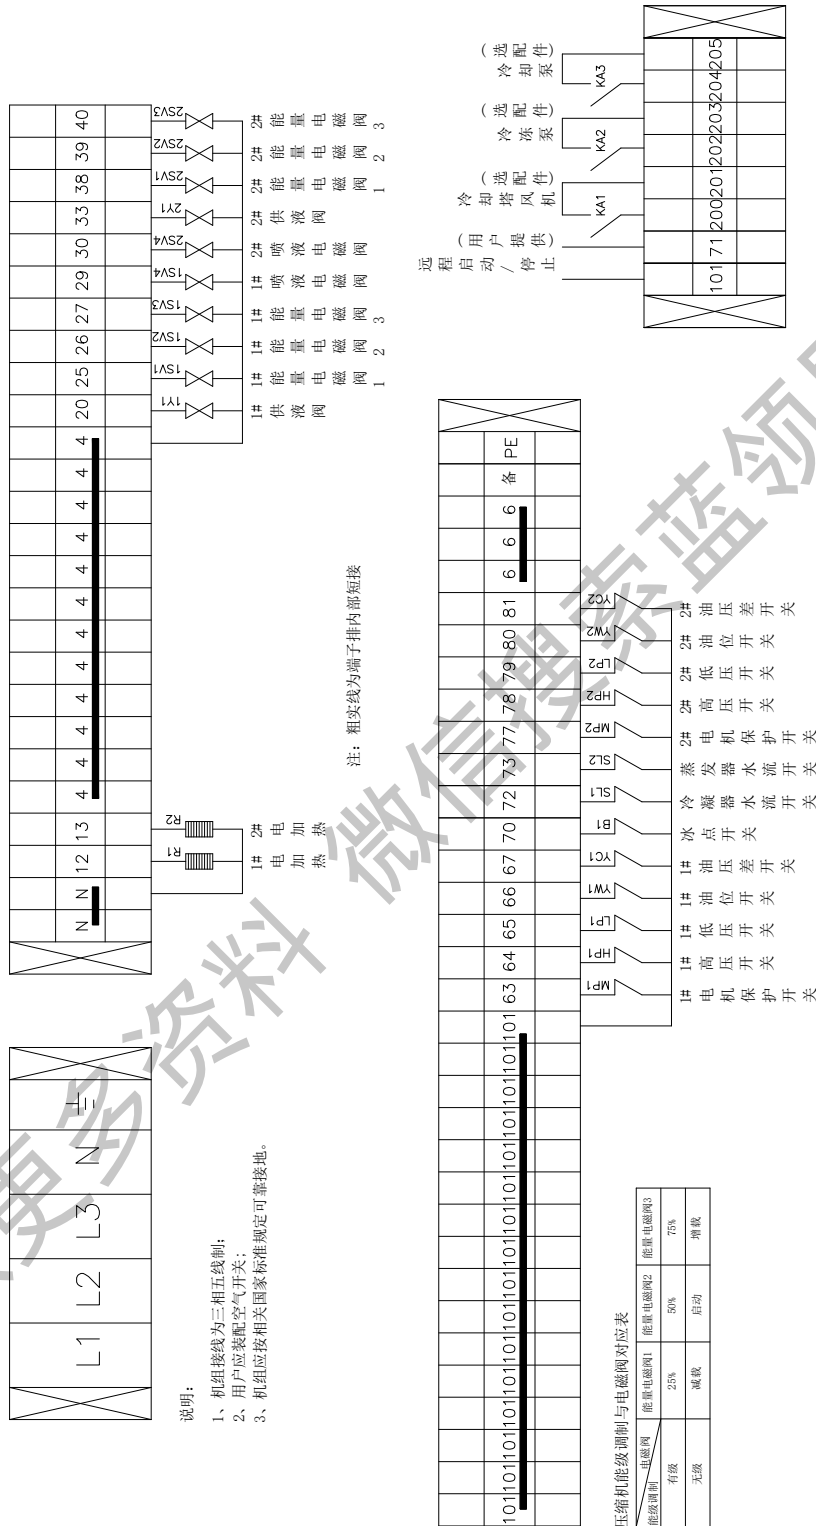 N N 12 13 4 4 4 4 4 4 4 4 4 4 4 4 20 25 26 27 29 30 33 38 39 40
R1
R2
1Y1
1SV1
1SV2
1SV3
1SV4
2SV4
2Y1
2SV1
2SV2
2SV3
1#电加热
2#电加热
1#供液阀
1#能量电磁阀1
1#能量电磁阀2
1#能量电磁阀3
1#喷液电磁阀
2#喷液电磁阀
2#供液阀
2#能量电磁阀1
2#能量电磁阀2
2#能量电磁阀3
注：粗实线为端子排内部短接
101 71 200 201 202 203 204 205
KA1
KA2
KA3
远程启动/停止
(用户提供)
冷却塔风机
(选配件)
冷冻泵
(选配件)
冷却泵
(选配件)
L1 L2 L3 N
说明：
1、机组接线为三相五线制；
2、用户应装配空气开关；
3、机组应按相关国家标准规定可靠接地。
101 101 101 101 101 101 101 101 101 101 101 101 101 101 101 101 63 64 65 66 67 70 72 73 77 78 79 80 81 6 6 6 备 PE
MP1
HP1
LP1
YW1
YC1
B1
SL1
SL2
MP2
HP2
LP2
YW2
YC2
1#电机保护开关
1#高压开关
1#低压开关
1#油位开关
1#油压差开关
冰点开关
冷凝器水流开关
蒸发器水流开关
2#电机保护开关
2#高压开关
2#低压开关
2#油位开关
2#油压差开关
压缩机能级调制与电磁阀对应表
能级调制 电磁阀 能量电磁阀1 能量电磁阀2 能量电磁阀3
有级 25% 50% 75%
无级 减载 启动 增载
更多资料 微信搜索蓝领